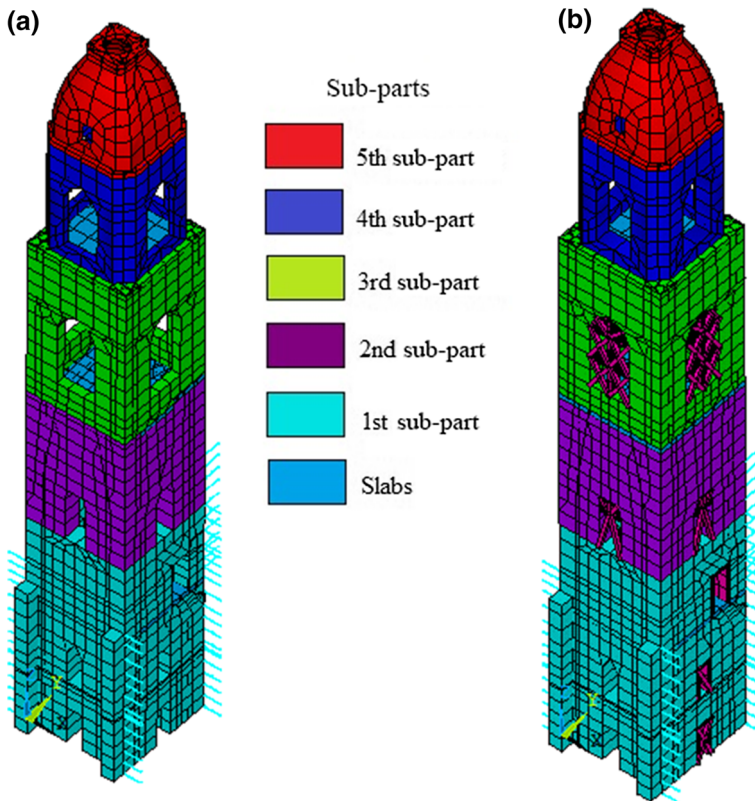 (a)
(b)
Sub-parts
5th sub-part
4th sub-part
3rd sub-part
2nd sub-part
1st sub-part
Slabs
Y
X
Y
X